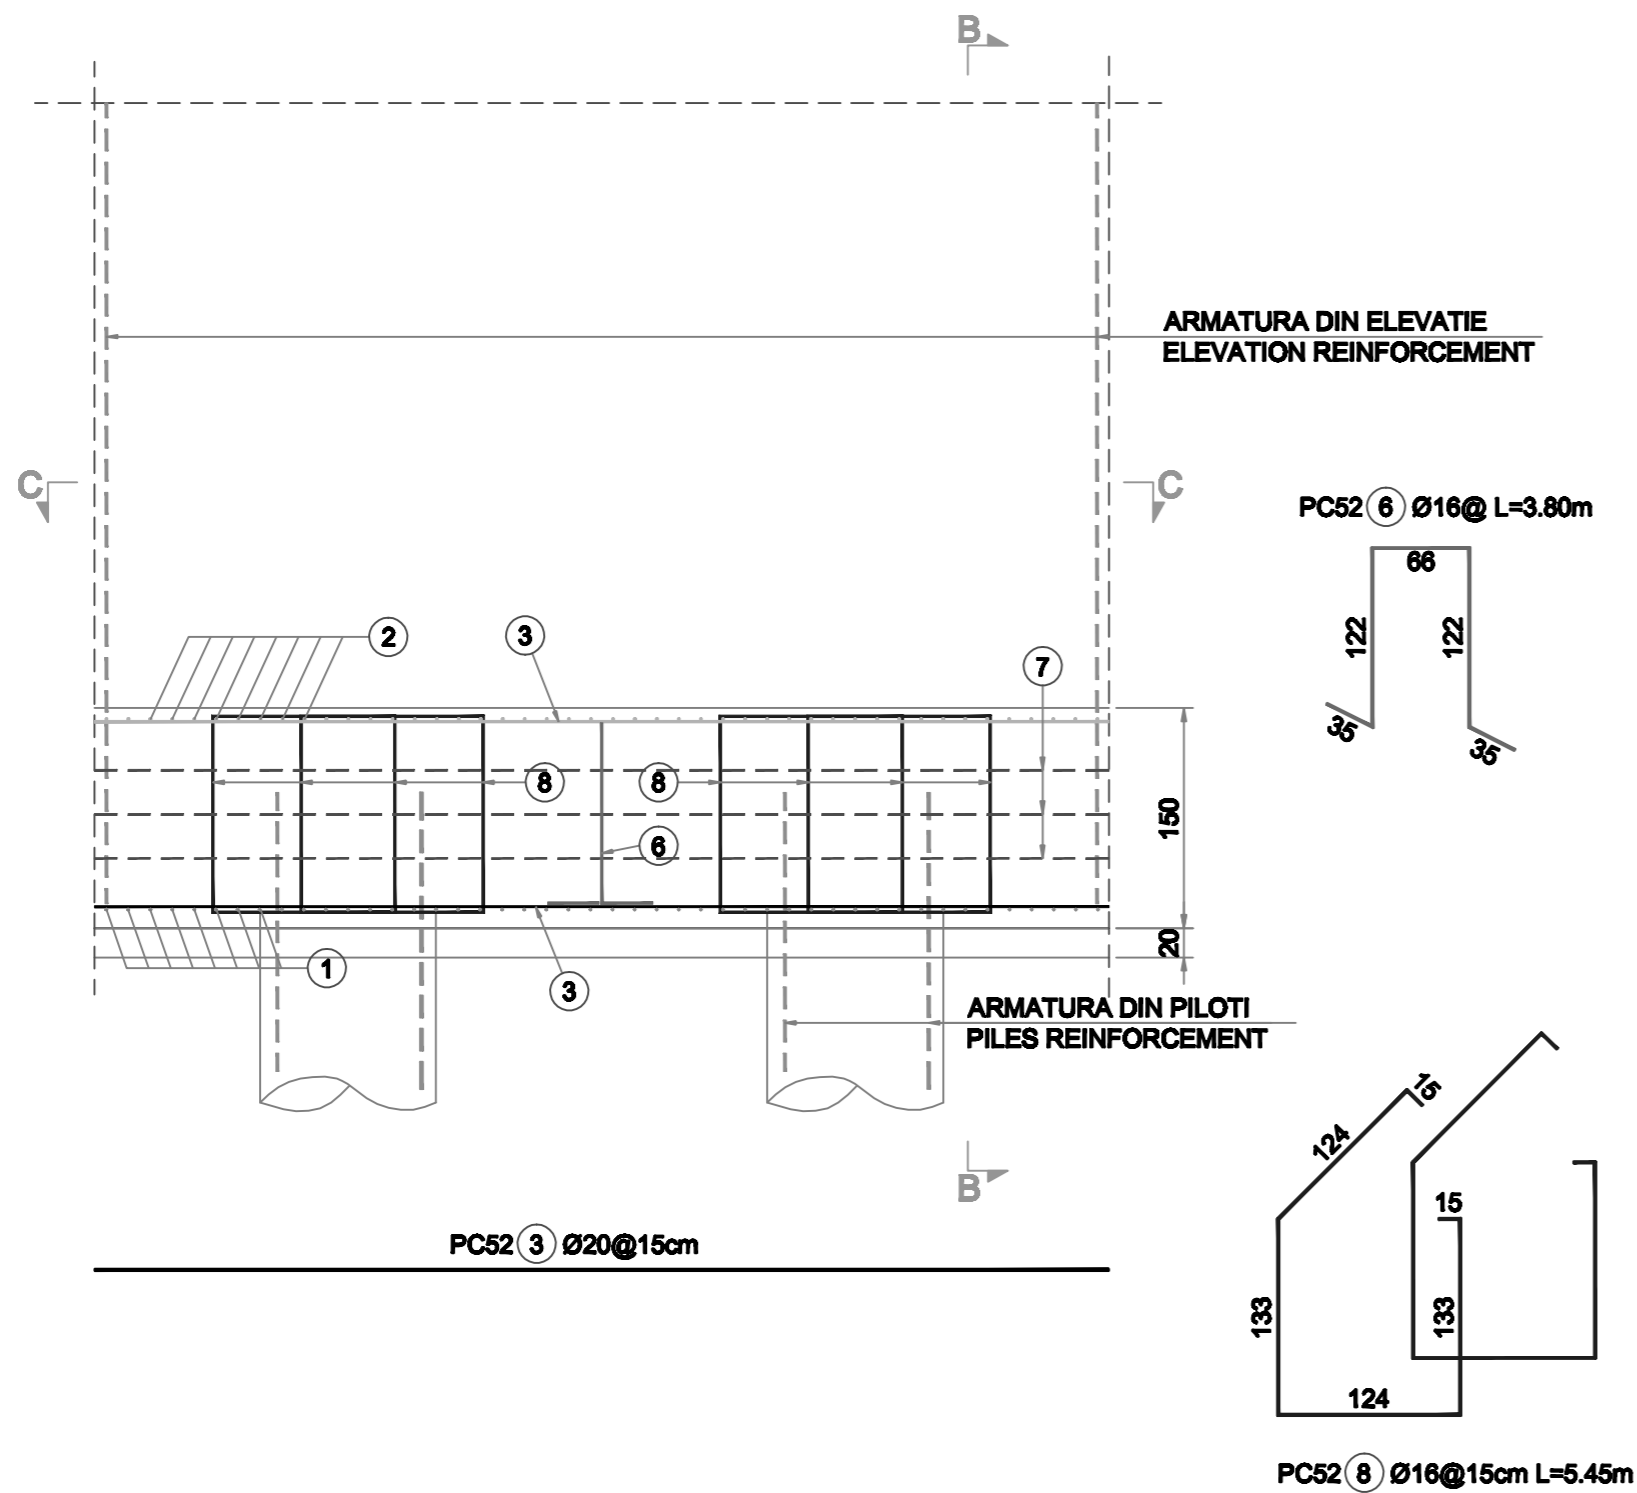 B
ARMATURA DIN ELEVATIE
ELEVATION REINFORCEMENT
C
C
PC52 6 Ø16@ L=3.80m
66
122
122
35
35
2
3
7
8
8
6
150
20
1
3
ARMATURA DIN PILOTI
PILES REINFORCEMENT
B
PC52 3 Ø20@15cm
15
124
15
133
133
124
PC52 8 Ø16@15cm L=5.45m